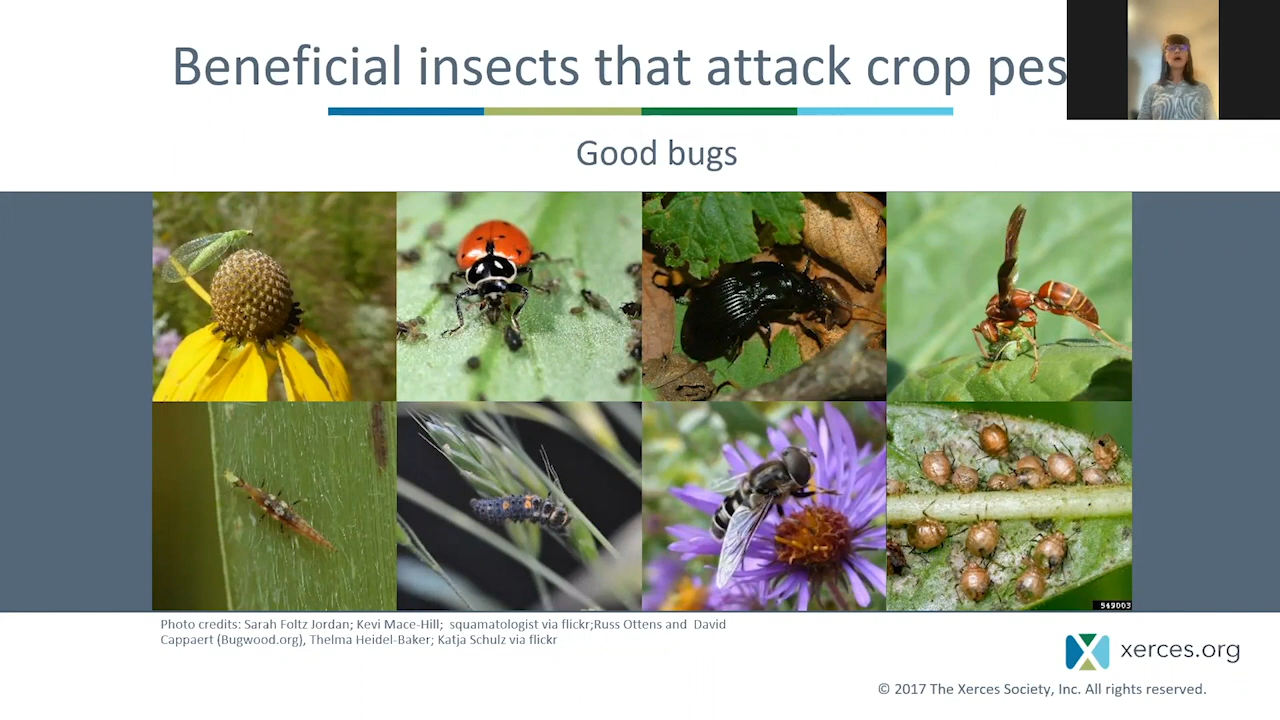 Beneficial insects that attack crop pes
Good bugs
549003
Photo credits: Sarah Foltz Jordan; Kevi Mace-Hill;  squamatologist via flickr;Russ Ottens and  David
Cappaert (Bugwood.org), Thelma Heidel-Baker; Katja Schulz via flickr
xerces.org
© 2017 The Xerces Society, Inc. All rights reserved.